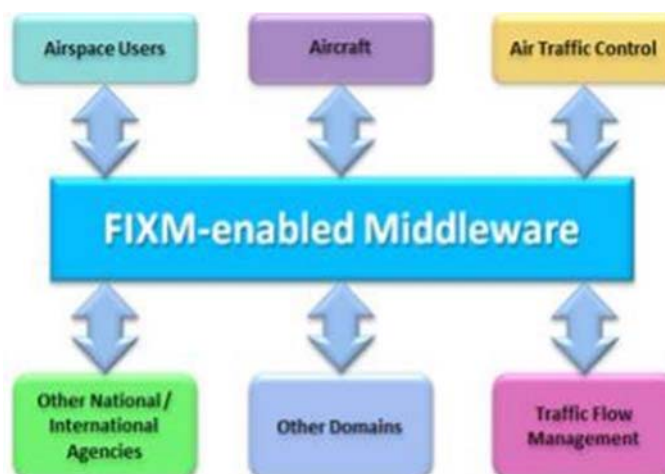 Airspace Users
Aircraft
Air Traffic Control
FIXM-enabled Middleware
Other National /
International
Agencies
Other Domains
Traffic Flow
Management